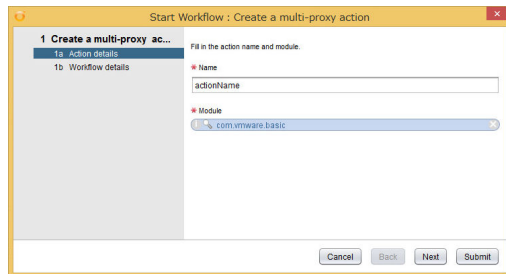 Start Workflow : Create a multi-proxy action
1 Create a multi-proxy ac...
1a Action details
1b Workflow details
Fill in the action name and module.
* Name
actionName
* Module
com.vmware.basic
Cancel
Back
Next
Submit